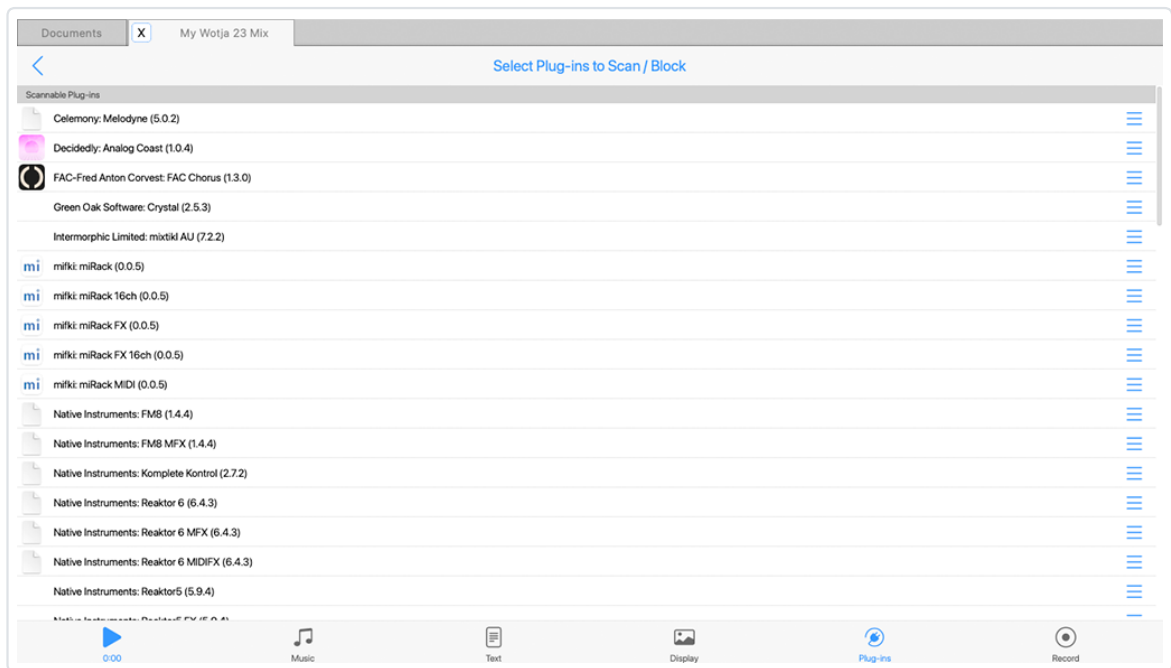 Documents X My Wotja 23 Mix
Select Plug-ins to Scan / Block
Scannable Plug-ins
Celemony: Melodyne (5.0.2)
Decidedly: Analog Coast (1.0.4)
FAC-Fred Anton Corvest: FAC Chorus (1.3.0)
Green Oak Software: Crystal (2.5.3)
Intermorphic Limited: mixtikl AU (7.2.2)
mi mifki: miRack (0.0.5)
mi mifki: miRack 16ch (0.0.5)
mi mifki: miRack FX (0.0.5)
mi mifki: miRack FX 16ch (0.0.5)
mi mifki: miRack MIDI (0.0.5)
Native Instruments: FM8 (1.4.4)
Native Instruments: FM8 MFX (1.4.4)
Native Instruments: Komplete Kontrol (2.7.2)
Native Instruments: Reaktor 6 (6.4.3)
Native Instruments: Reaktor 6 MFX (6.4.3)
Native Instruments: Reaktor 6 MIDIFX (6.4.3)
Native Instruments: Reaktor5 (5.9.4)
Native Instruments: Reaktor5 FX (5.9.4)
0:00 Music Text Display Plug-ins Record